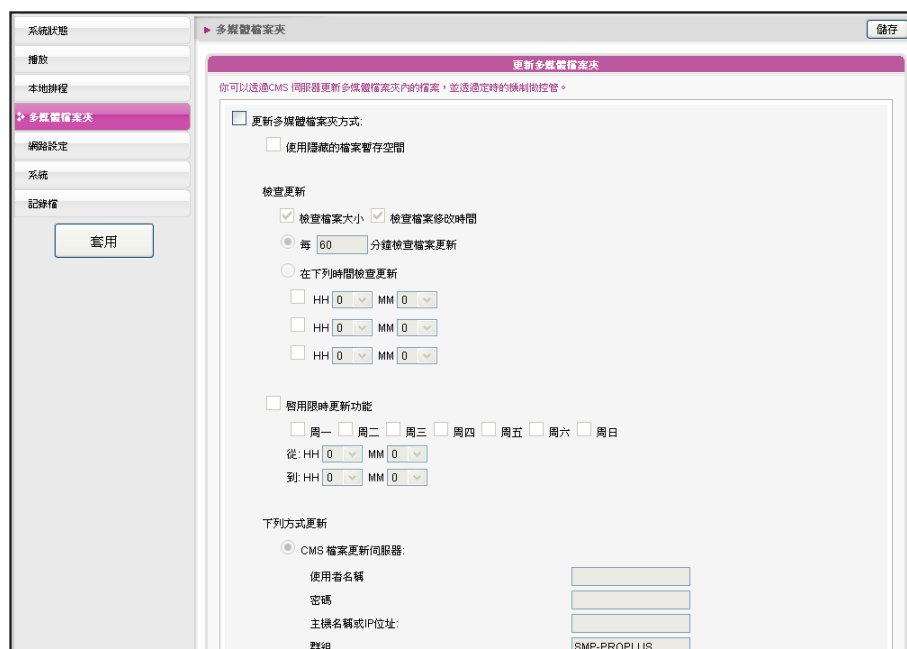 系統狀態
播放
本地排程
多媒體檔案夾
網路設定
系統
記錄檔
套用
多媒體檔案夾
儲存
更新多媒體檔案夾
你可以透過CMS 伺服器更新多媒體檔案夾內的檔案，並透過定時的機制做控管。
更新多媒體檔案夾方式:
使用隱藏的檔案暫存空間
檢查更新
檢查檔案大小 檢查檔案修改時間
每 60 分鐘檢查檔案更新
在下列時間檢查更新
HH 0 MM 0
HH 0 MM 0
HH 0 MM 0
啓用限時更新功能
周一 周二 周三 周四 周五 周六 周日
從: HH 0 MM 0
到: HH 0 MM 0
下列方式更新
CMS 檔案更新伺服器:
使用者名稱
密碼
主機名稱或IP位址:
群組 SMP-PROPLUS